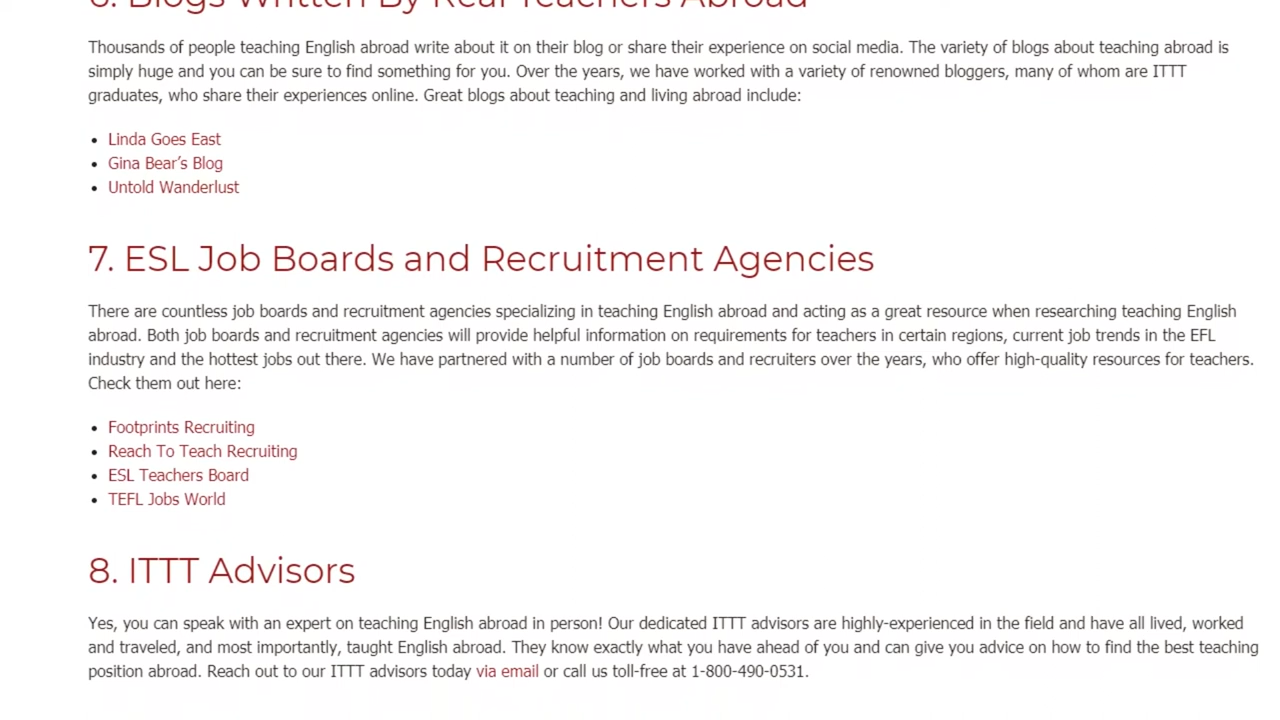 6. Blogs Written By Real Teachers Abroad
Thousands of people teaching English abroad write about it on their blog or share their experience on social media. The variety of blogs about teaching abroad is
simply huge and you can be sure to find something for you. Over the years, we have worked with a variety of renowned bloggers, many of whom are ITTT
graduates, who share their experiences online. Great blogs about teaching and living abroad include:
• Linda Goes East
• Gina Bear’s Blog
• Untold Wanderlust
7. ESL Job Boards and Recruitment Agencies
There are countless job boards and recruitment agencies specializing in teaching English abroad and acting as a great resource when researching teaching English
abroad. Both job boards and recruitment agencies will provide helpful information on requirements for teachers in certain regions, current job trends in the EFL
industry and the hottest jobs out there. We have partnered with a number of job boards and recruiters over the years, who offer high-quality resources for teachers.
Check them out here:
• Footprints Recruiting
• Reach To Teach Recruiting
• ESL Teachers Board
• TEFL Jobs World
8. ITTT Advisors
Yes, you can speak with an expert on teaching English abroad in person! Our dedicated ITTT advisors are highly-experienced in the field and have all lived, worked
and traveled, and most importantly, taught English abroad. They know exactly what you have ahead of you and can give you advice on how to find the best teaching
position abroad. Reach out to our ITTT advisors today via email or call us toll-free at 1-800-490-0531.